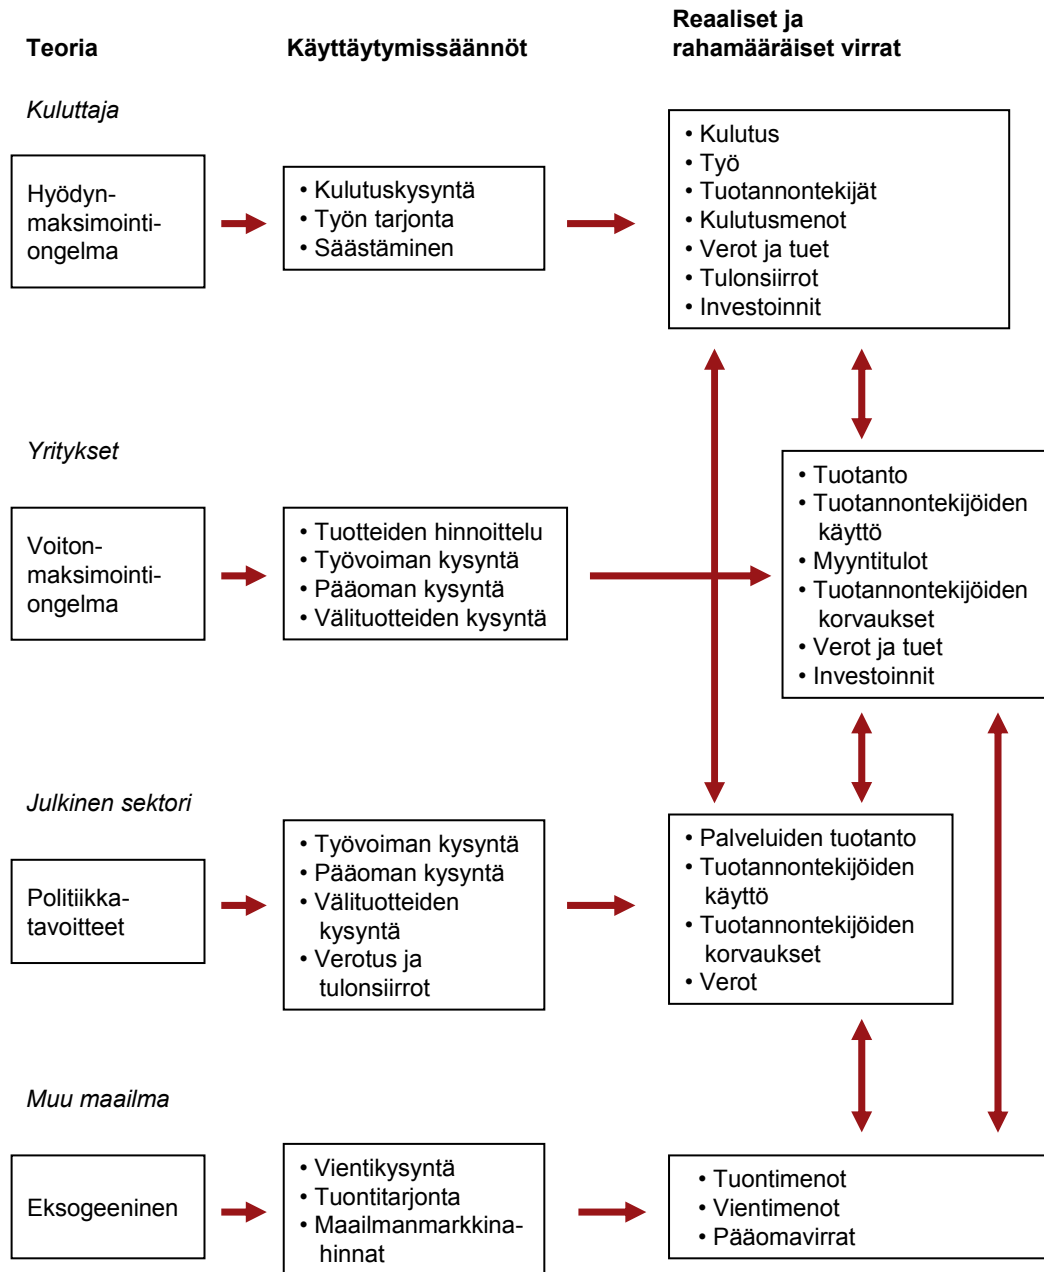 Teoria
Käyttäytymissäännöt
Reaaliset ja
rahamääräiset virrat
Kuluttaja
Hyödyn-
maksimointi-
ongelma
• Kulutuskysyntä
• Työn tarjonta
• Säästäminen
• Kulutus
• Työ
• Tuotannontekijät
• Kulutusmenot
• Verot ja tuet
• Tulonsiirrot
• Investoinnit
Yritykset
Voiton-
maksimointi-
ongelma
• Tuotteiden hinnoittelu
• Työvoiman kysyntä
• Pääoman kysyntä
• Välituotteiden kysyntä
• Tuotanto
• Tuotannontekijöiden
käyttö
• Myyntitulot
• Tuotannontekijöiden
korvaukset
• Verot ja tuet
• Investoinnit
Julkinen sektori
Politiikka-
tavoitteet
• Työvoiman kysyntä
• Pääoman kysyntä
• Välituotteiden
kysyntä
• Verotus ja
tulonsiirrot
• Palveluiden tuotanto
• Tuotannontekijöiden
käyttö
• Tuotannontekijöiden
korvaukset
• Verot
Muu maailma
Eksogeeninen
• Vientikysyntä
• Tuontitarjonta
• Maailmanmarkkina-
hinnat
• Tuontimenot
• Vientimenot
• Pääomavirrat